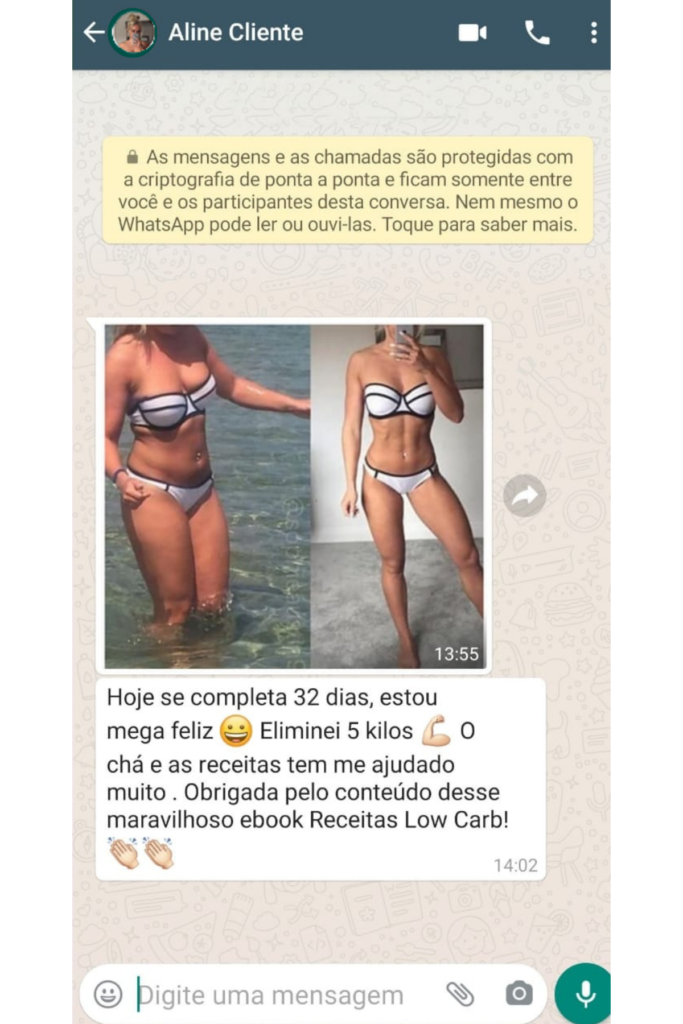 Aline Cliente
As mensagens e as chamadas são protegidas com
a criptografia de ponta a ponta e ficam somente entre
você e os participantes desta conversa. Nem mesmo o
WhatsApp pode ler ou ouvi-las. Toque para saber mais.
13:55
Hoje se completa 32 dias, estou
mega feliz 😀 Eliminei 5 kilos 💪🏻 O
chá e as receitas tem me ajudado
muito . Obrigada pelo conteúdo desse
maravilhoso ebook Receitas Low Carb!
👏🏻👏🏻
14:02
Digite uma mensagem